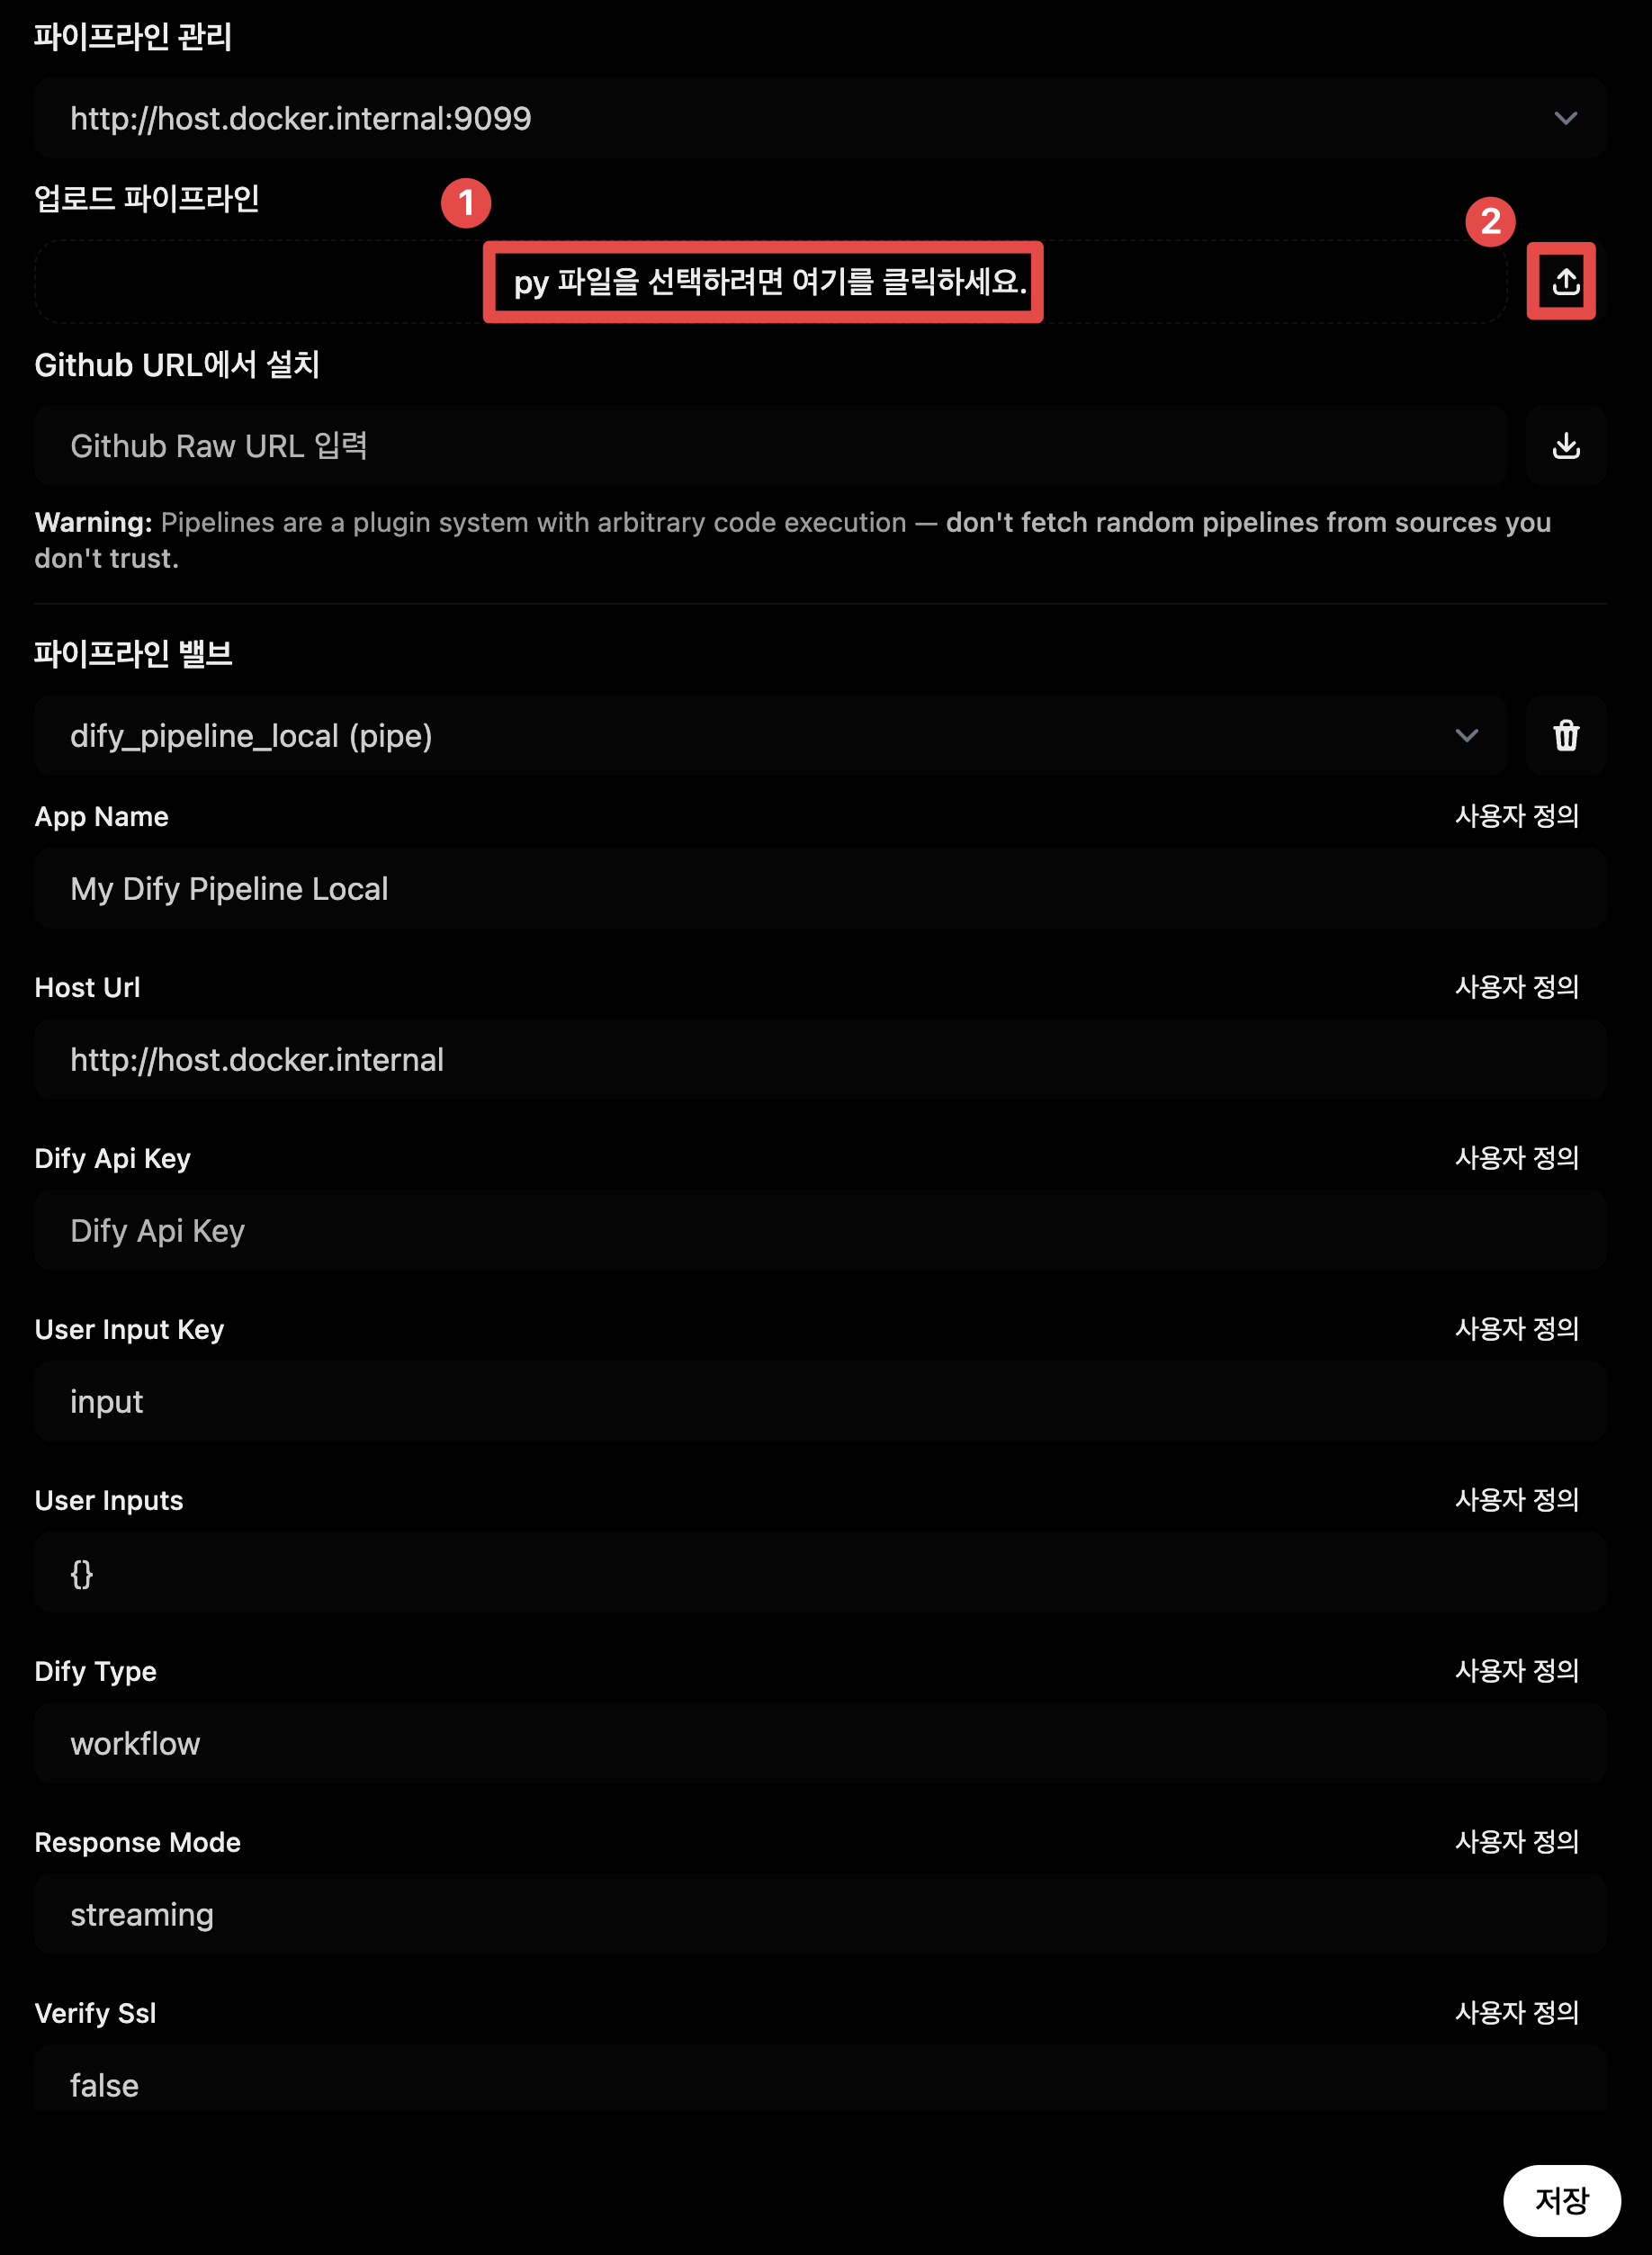 파이프라인 관리
http://host.docker.internal:9099
업로드 파이프라인
1
2
py 파일을 선택하려면 여기를 클릭하세요.
Github URL에서 설치
Github Raw URL 입력
Warning: Pipelines are a plugin system with arbitrary code execution — don't fetch random pipelines from sources you
don't trust.
파이프라인 밸브
dify_pipeline_local (pipe)
App Name 사용자 정의
My Dify Pipeline Local
Host Url 사용자 정의
http://host.docker.internal
Dify Api Key 사용자 정의
Dify Api Key
User Input Key 사용자 정의
input
User Inputs 사용자 정의
{}
Dify Type 사용자 정의
workflow
Response Mode 사용자 정의
streaming
Verify Ssl 사용자 정의
false
저장